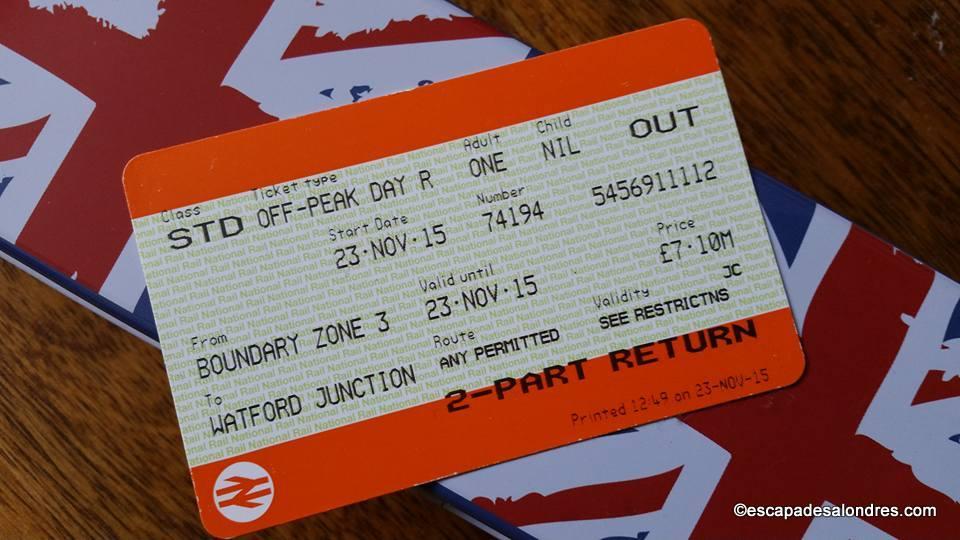 Class Ticket type Adult Child
STD OFF-PEAK DAY R ONE NIL OUT
Start Date Number
23·NOV·15 74194 5456911112
Valid until Price
23·NOV·15 £7·10M
From Route Validity JC
BOUNDARY ZONE 3 ANY PERMITTED SEE RESTRICTNS
To
WATFORD JUNCTION 2-PART RETURN
Printed 12:49 on 23-NOV-15
©escapadesalondres.com